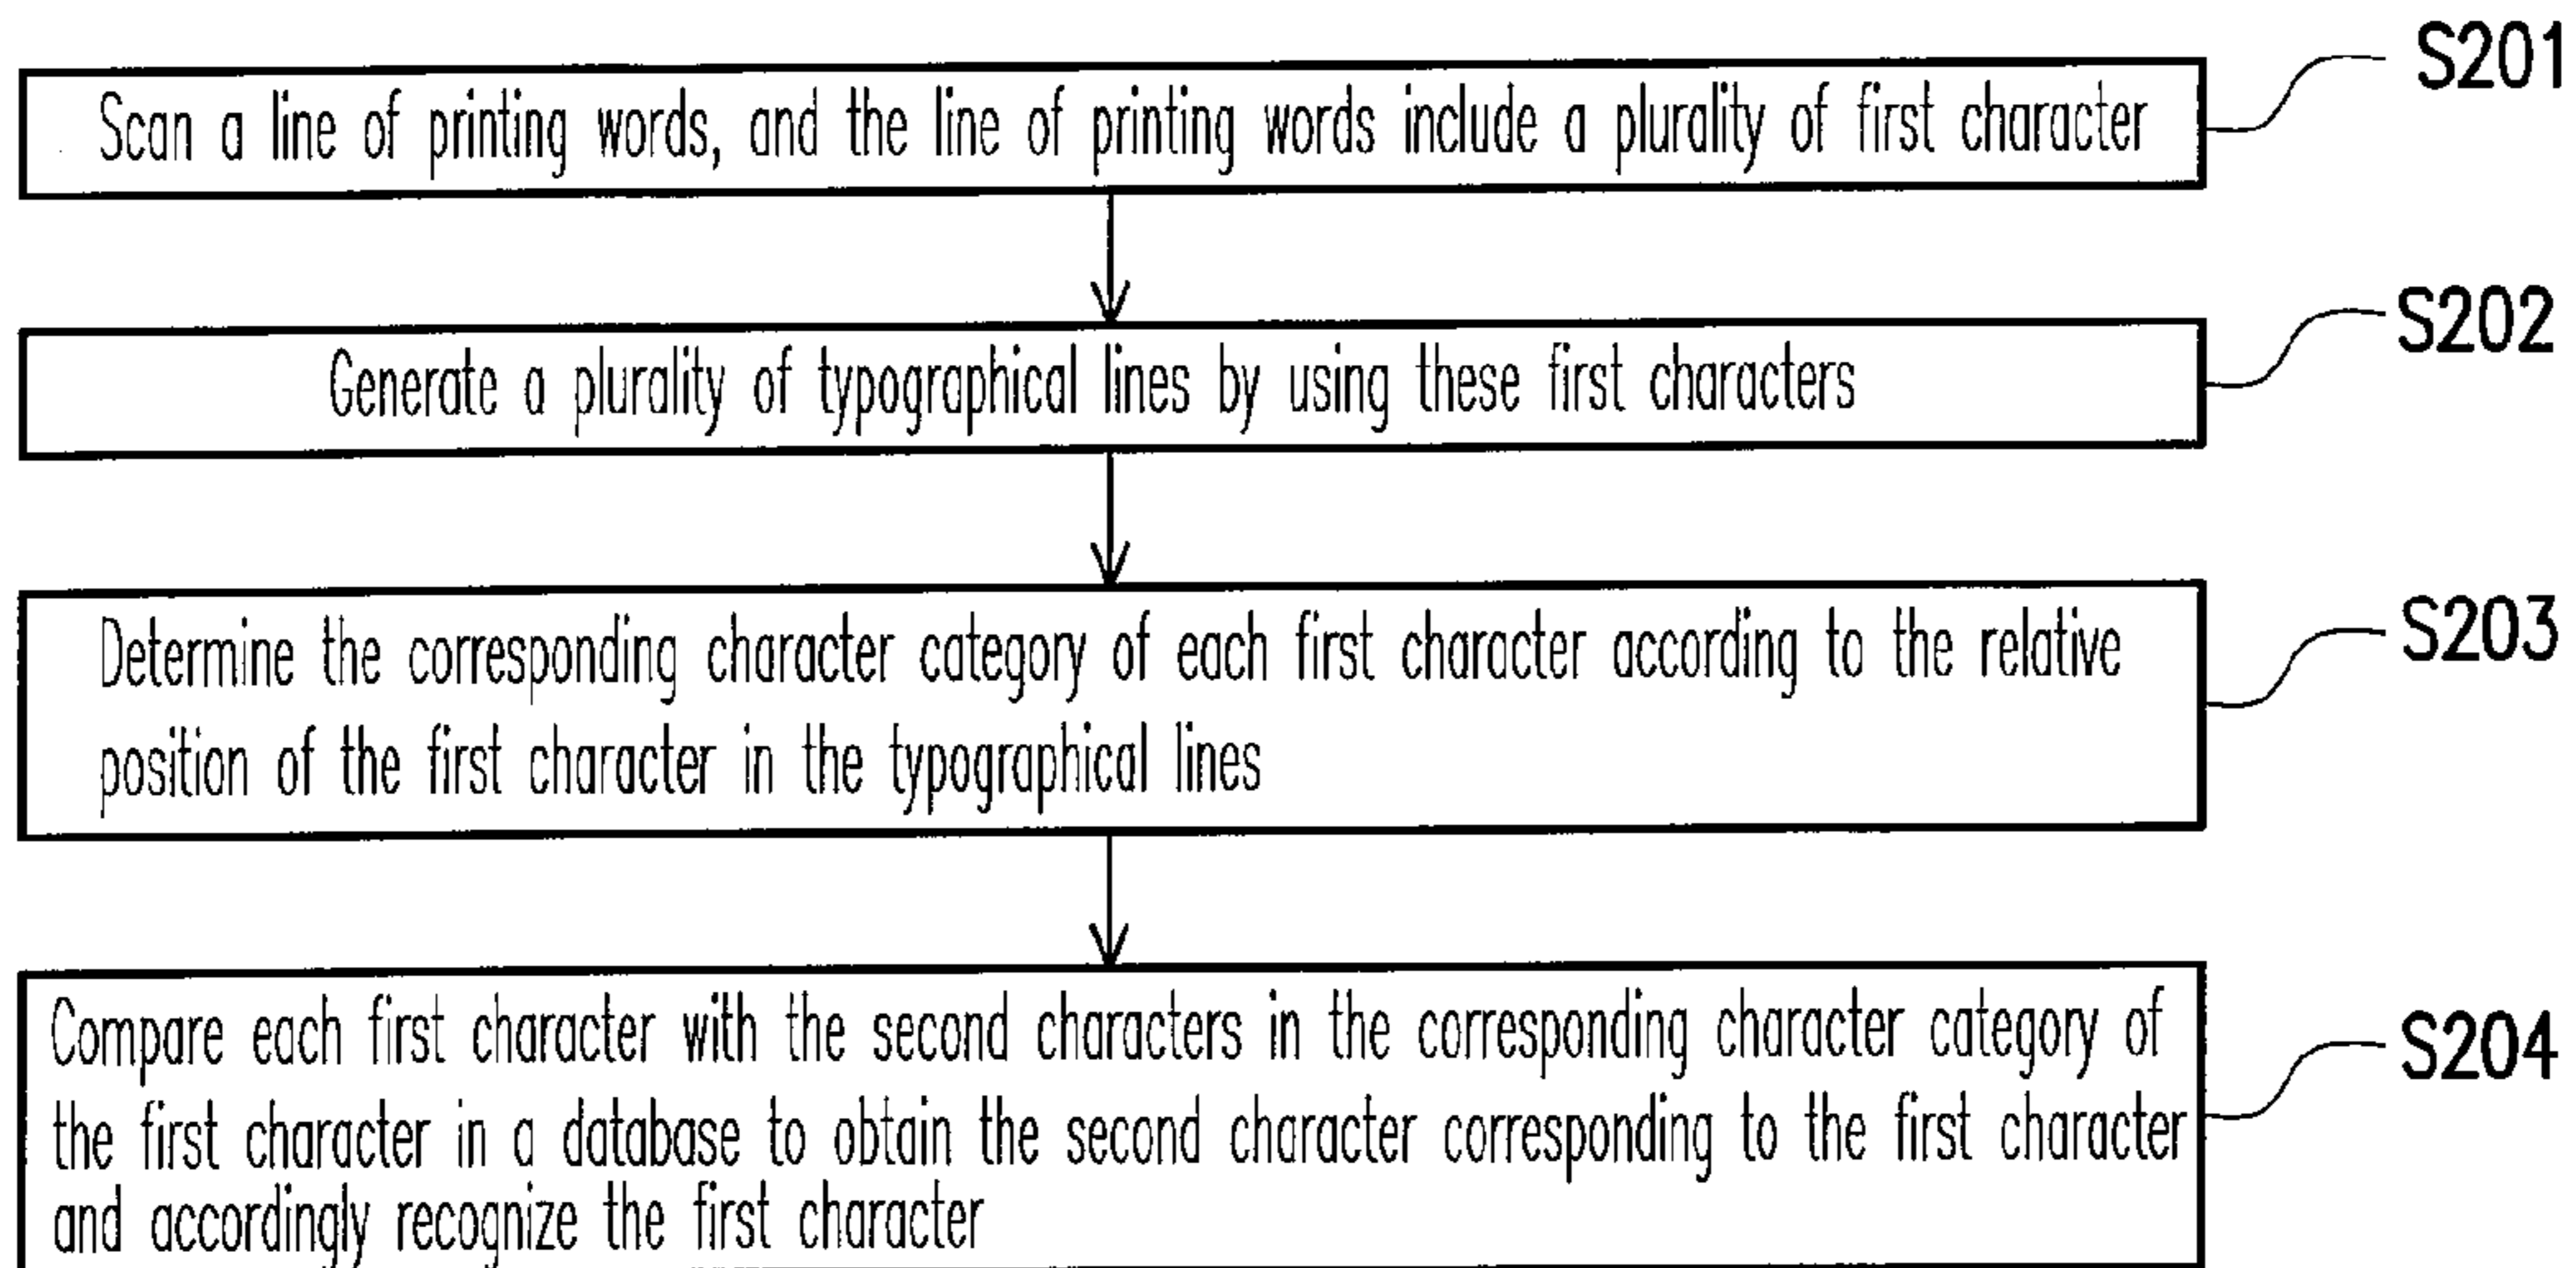 Scan a line of printing words, and the line of printing words include a plurality of first character
S201
Generate a plurality of typographical lines by using these first characters
S202
Determine the corresponding character category of each first character according to the relative
position of the first character in the typographical lines
S203
Compare each first character with the second characters in the corresponding character category of
the first character in a database to obtain the second character corresponding to the first character
and accordingly recognize the first character
S204